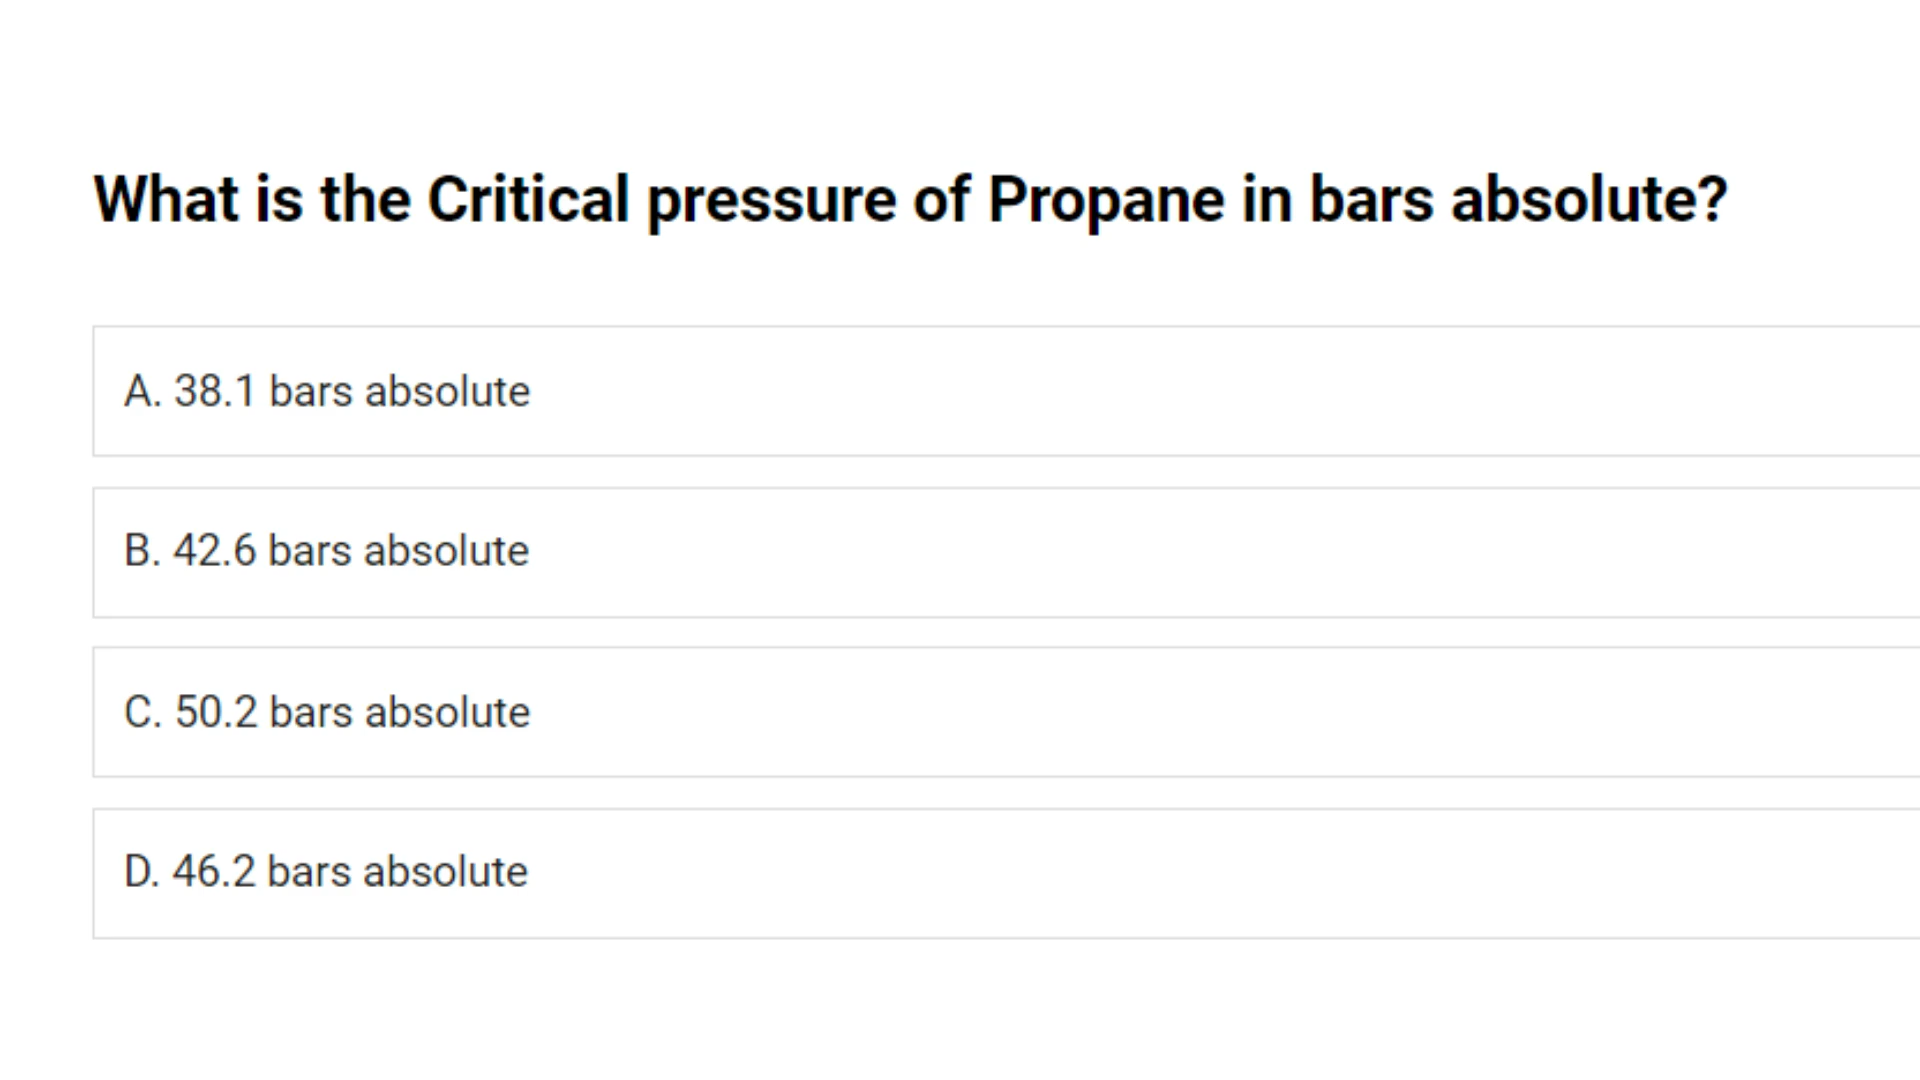 What is the Critical pressure of Propane in bars absolute?
A. 38.1 bars absolute
B. 42.6 bars absolute
C. 50.2 bars absolute
D. 46.2 bars absolute